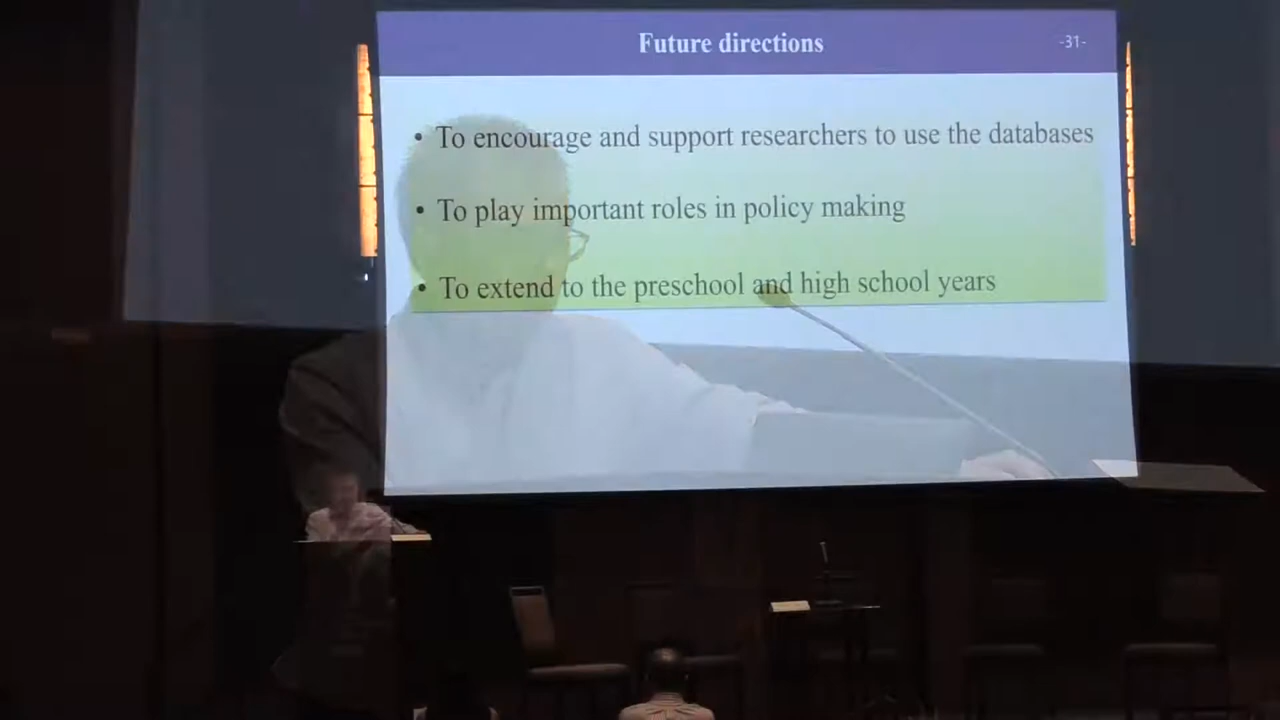 Future directions
-31-
• To encourage and support researchers to use the databases
• To play important roles in policy making
• To extend to the preschool and high school years